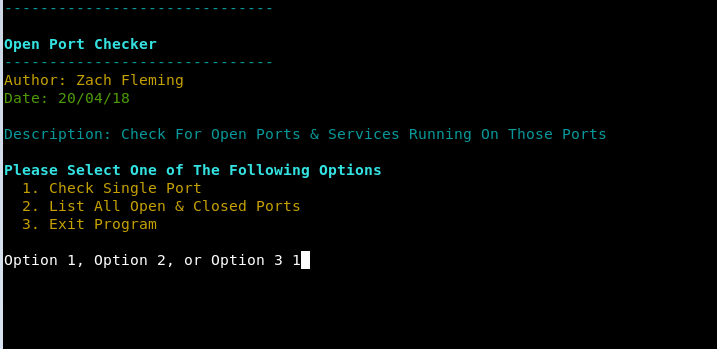 ------------------------------
Open Port Checker
------------------------------
Author: Zach Fleming
Date: 20/04/18
Description: Check For Open Ports & Services Running On Those Ports
Please Select One of The Following Options
1. Check Single Port
2. List All Open & Closed Ports
3. Exit Program
Option 1, Option 2, or Option 3 1